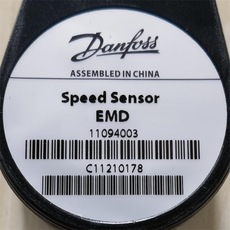 Danfoss
ASSEMBLED IN CHINA
Speed Sensor
EMD
11094003
C11210178